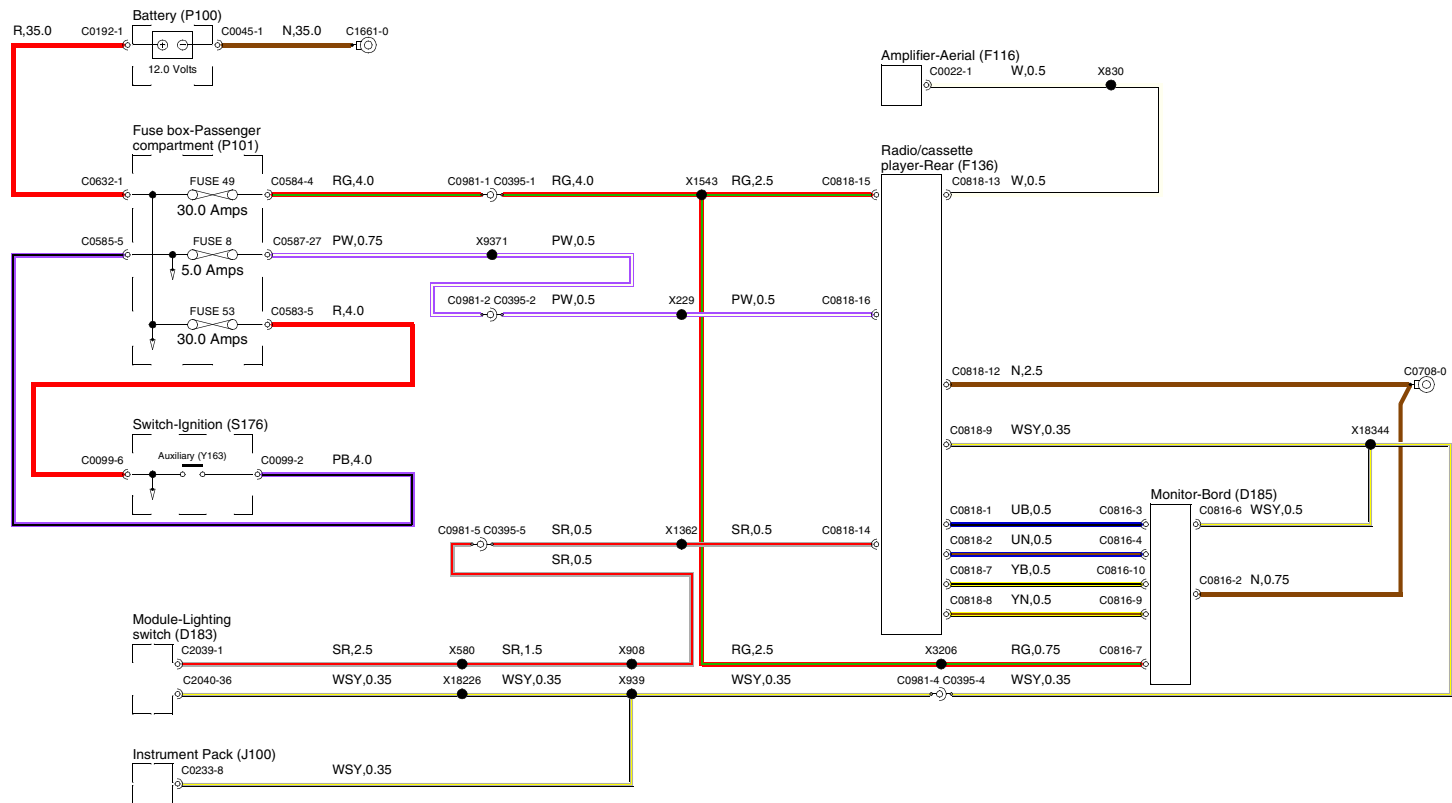 Battery (P100)
R,35.0 C0192-1 C0045-1 N,35.0 C1661-0
12.0 Volts
Amplifier-Aerial (F116)
C0022-1 W,0.5 X830
Fuse box-Passenger
compartment (P101)
Radio/cassette
player-Rear (F136)
C0632-1 FUSE 49 C0584-4 RG,4.0 C0981-1 C0395-1 RG,4.0 X1543 RG,2.5 C0818-15 C0818-13 W,0.5
30.0 Amps
C0585-5 FUSE 8 C0587-27 PW,0.75 X9371 PW,0.5
5.0 Amps
C0981-2 C0395-2 PW,0.5 X229 PW,0.5 C0818-16
FUSE 53 C0583-5 R,4.0
30.0 Amps
C0818-12 N,2.5 C0708-0
Switch-Ignition (S176)
C0818-9 WSY,0.35 X18344
C0099-6 Auxiliary (Y163) C0099-2 PB,4.0
Monitor-Bord (D185)
C0818-1 UB,0.5 C0816-3 C0816-6 WSY,0.5
C0981-5 C0395-5 SR,0.5 X1362 SR,0.5 C0818-14
C0818-2 UN,0.5 C0816-4
SR,0.5
C0818-7 YB,0.5 C0816-10
C0816-2 N,0.75
C0818-8 YN,0.5 C0816-9
Module-Lighting
switch (D183)
C2039-1 SR,2.5 X580 SR,1.5 X908 RG,2.5 X3206 RG,0.75 C0816-7
C2040-36 WSY,0.35 X18226 WSY,0.35 X939 WSY,0.35 C0981-4 C0395-4 WSY,0.35
Instrument Pack (J100)
C0233-8 WSY,0.35